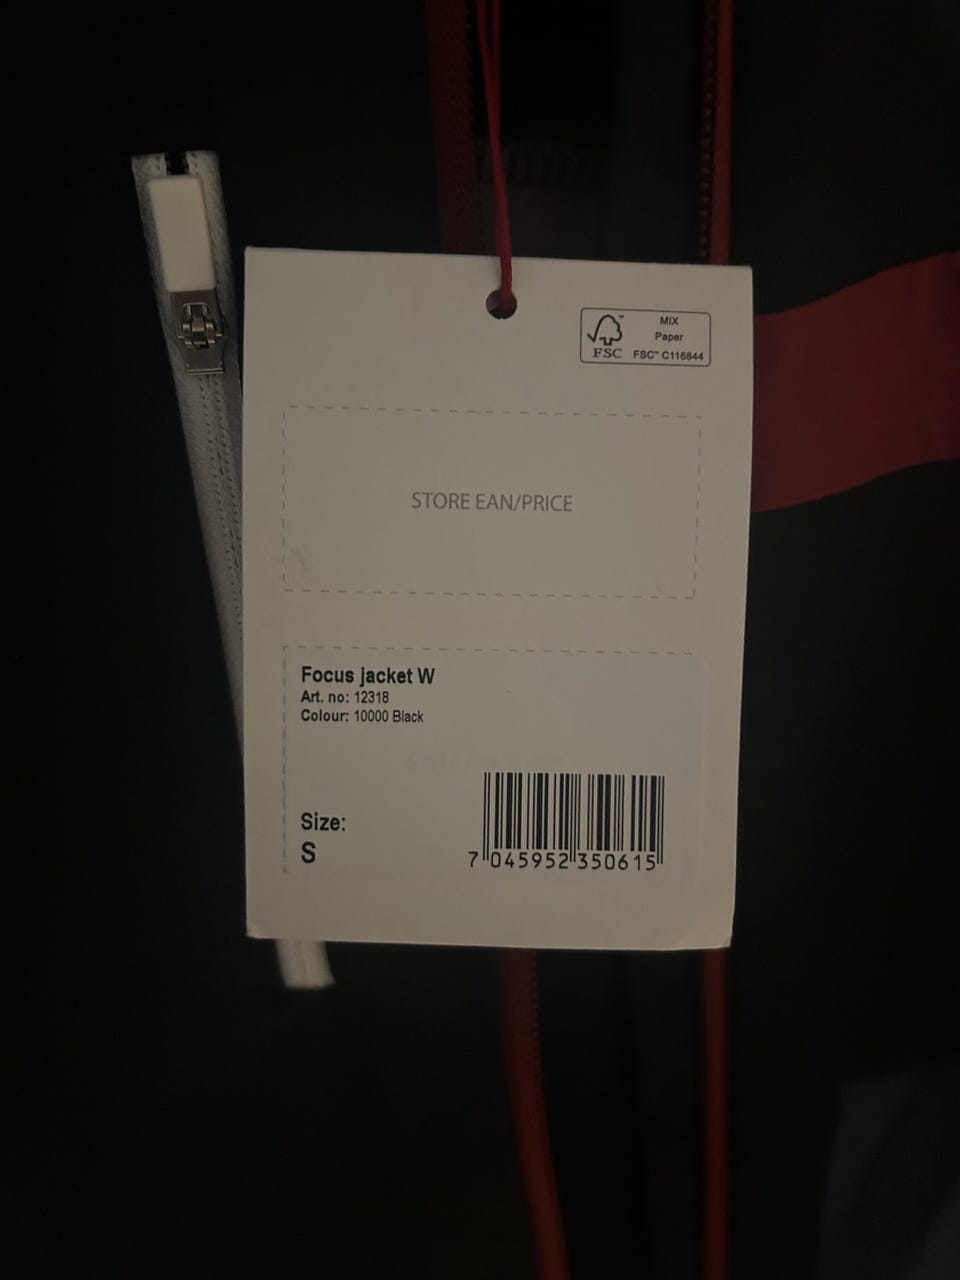 MIX
Paper
FSC™ FSC™ C116844
STORE EAN/PRICE
Focus jacket W
Art. no: 12318
Colour: 10000 Black
Size:
S
7 045952 350615